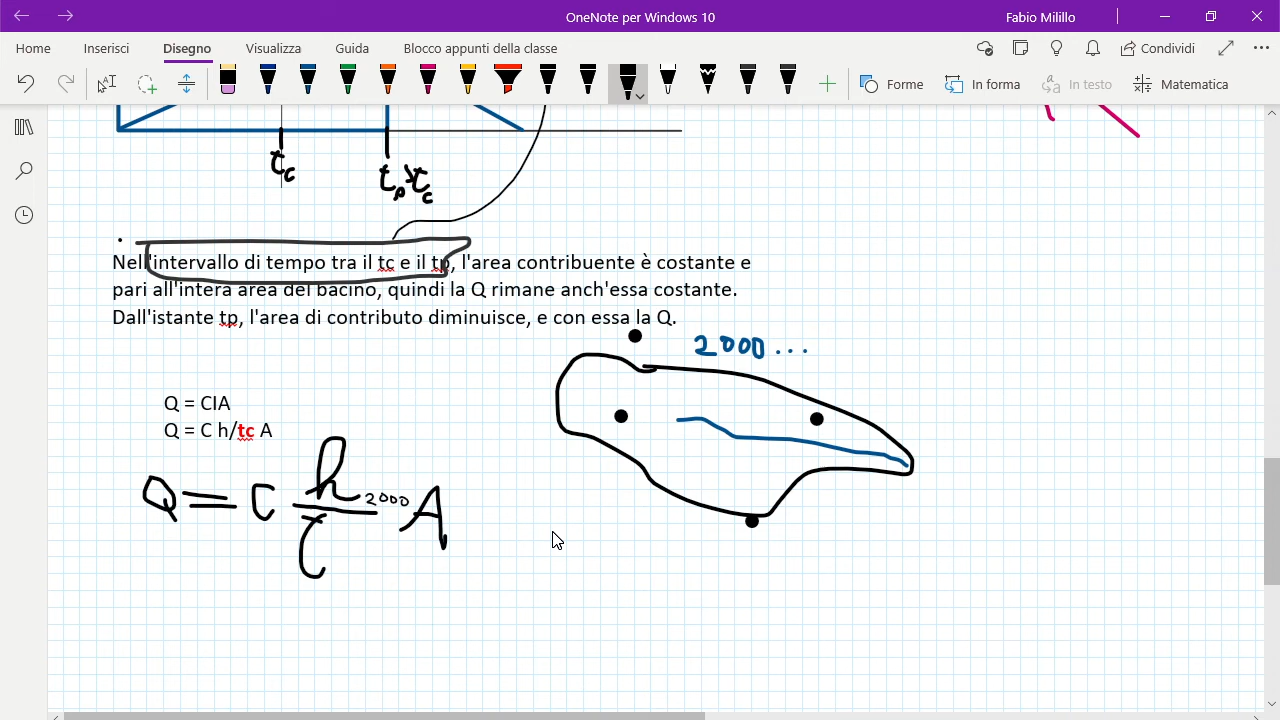 OneNote per Windows 10
Fabio Milillo
Home Inserisci Disegno Visualizza Guida Blocco appunti della classe
Condividi
Forme In forma In testo Matematica
tc
tp>tc
Nell'intervallo di tempo tra il tc e il tp, l'area contribuente è costante e
pari all'intera area del bacino, quindi la Q rimane anch'essa costante.
Dall'istante tp, l'area di contributo diminuisce, e con essa la Q.
2000...
Q = CIA
Q = C h/tc A
Q = C h 2000 A